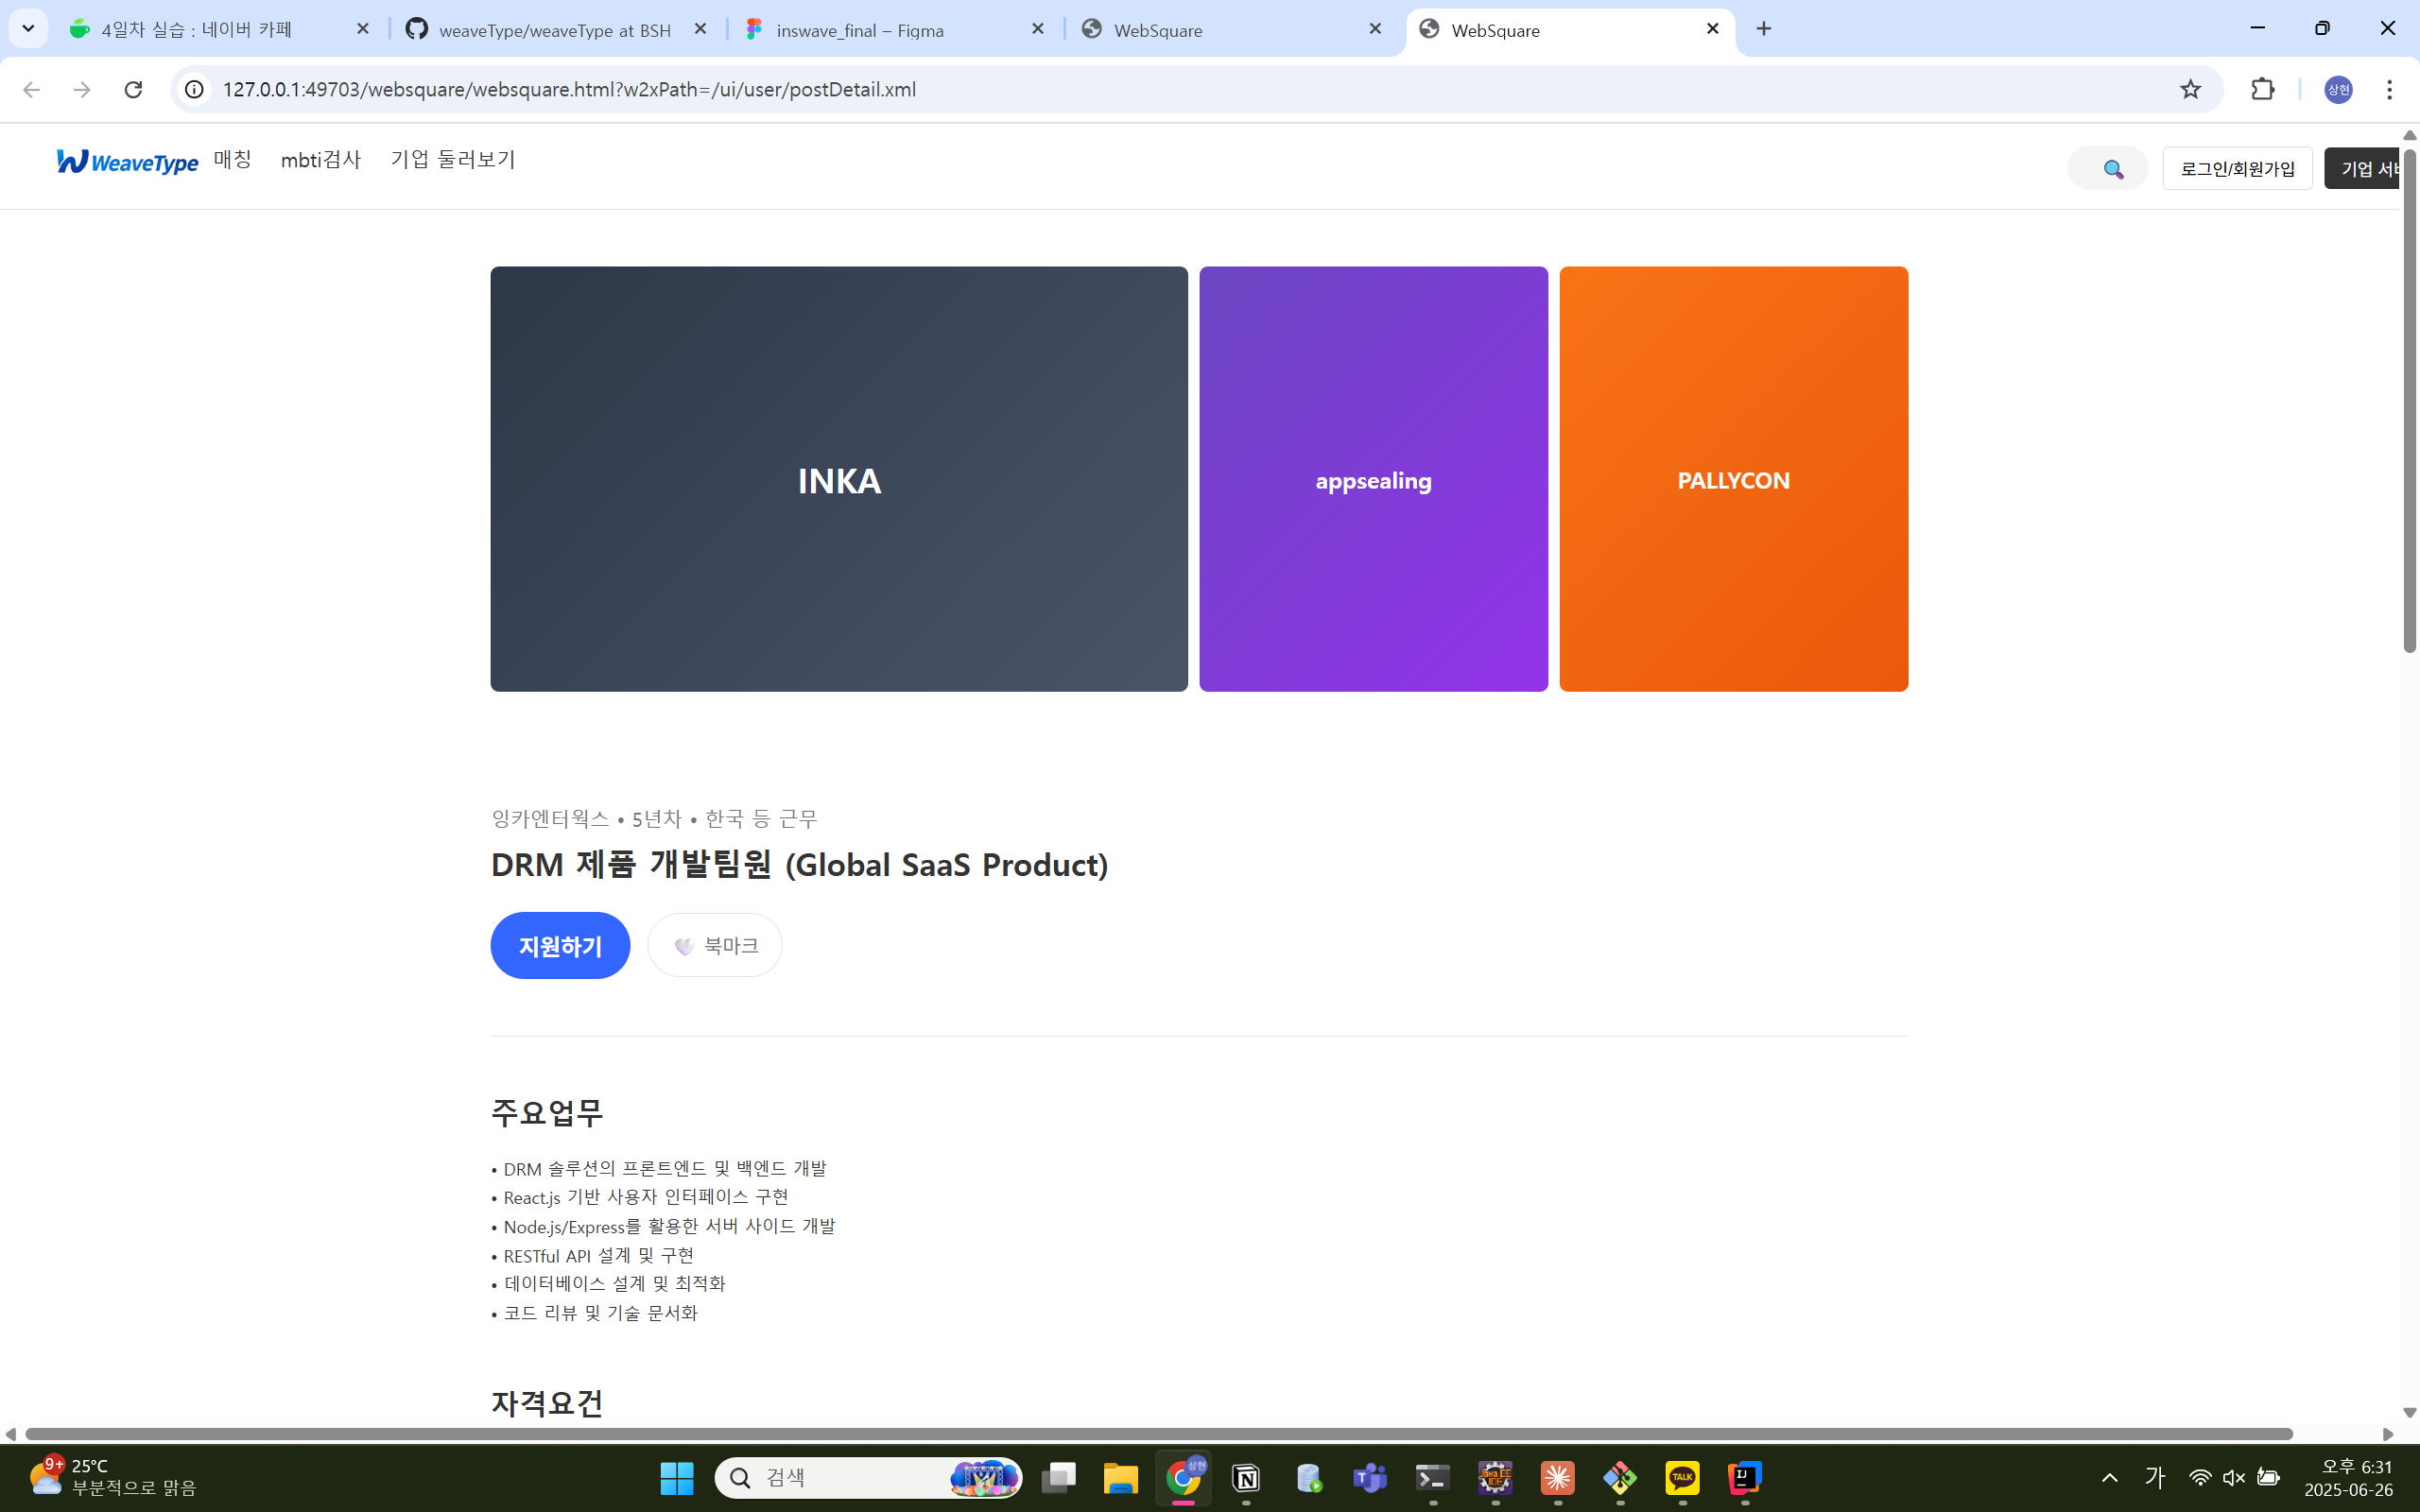 4일차 실습 : 네이버 카페
weaveType/weaveType at BSH
inswave_final – Figma
WebSquare
WebSquare
127.0.0.1:49703/websquare/websquare.html?w2xPath=/ui/user/postDetail.xml
상현
WeaveType 매칭 mbti검사 기업 둘러보기
로그인/회원가입
기업 서
INKA
appsealing
PALLYCON
잉카엔터웍스 • 5년차 • 한국 등 근무
DRM 제품 개발팀원 (Global SaaS Product)
지원하기
북마크
주요업무
• DRM 솔루션의 프론트엔드 및 백엔드 개발
• React.js 기반 사용자 인터페이스 구현
• Node.js/Express를 활용한 서버 사이드 개발
• RESTful API 설계 및 구현
• 데이터베이스 설계 및 최적화
• 코드 리뷰 및 기술 문서화
자격요건
9+
25°C
부분적으로 맑음
검색
상현
Java EE
IDE
TALK
IJ
가
오후 6:31
2025-06-26